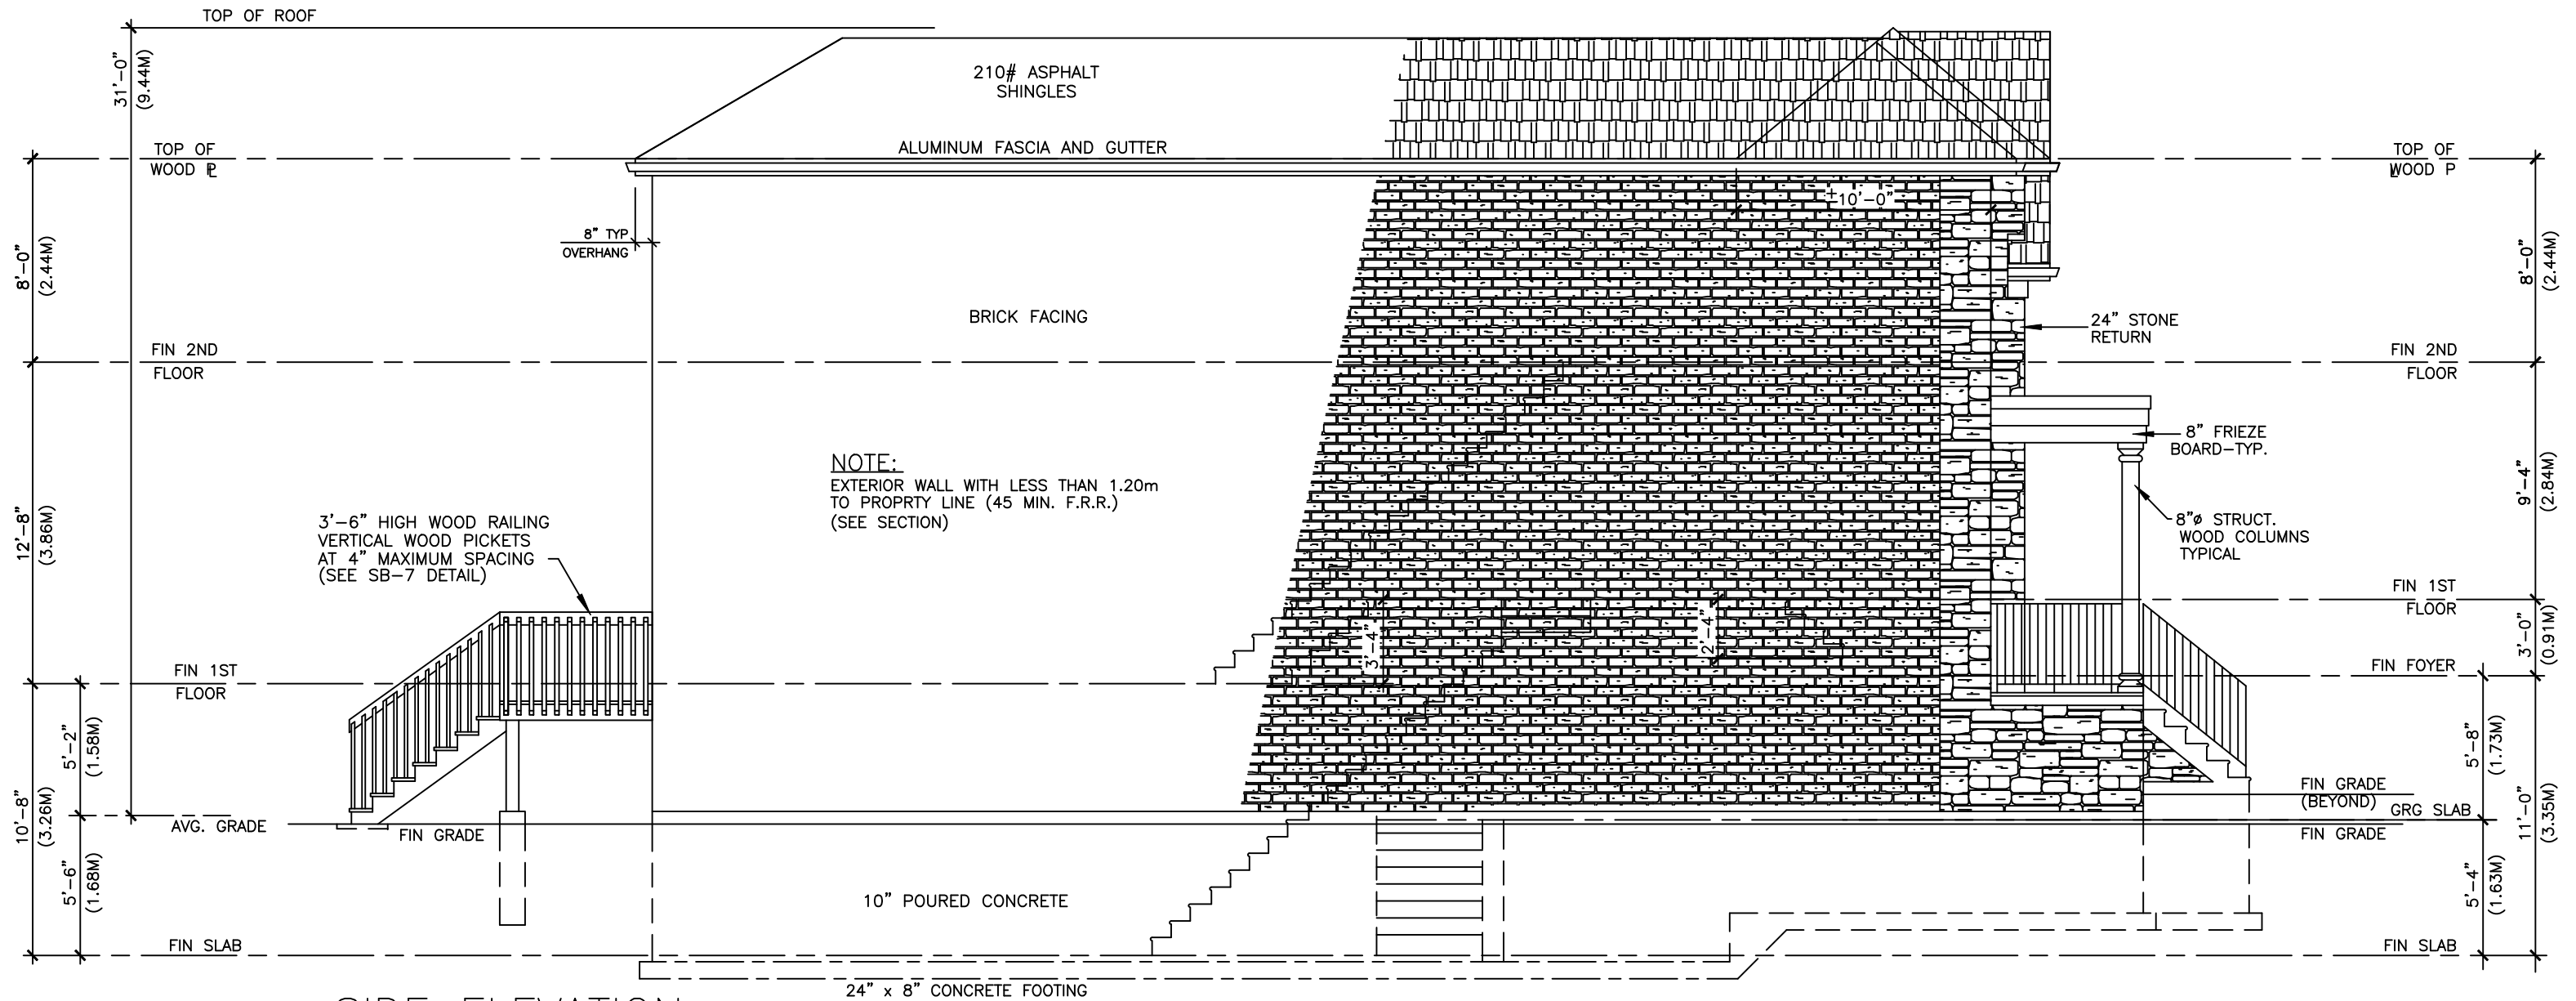 TOP OF ROOF
31'-0"
(9.44M)
210# ASPHALT
SHINGLES
ALUMINUM FASCIA AND GUTTER
TOP OF
WOOD PL
TOP OF
WOOD P
L
8'-0"
(2.44M)
8" TYP
OVERHANG
+10'-0"
8'-0"
(2.44M)
BRICK FACING
24" STONE
RETURN
FIN 2ND
FLOOR
FIN 2ND
FLOOR
8" FRIEZE
BOARD-TYP.
NOTE:
EXTERIOR WALL WITH LESS THAN 1.20m
TO PROPRTY LINE (45 MIN. F.R.R.)
(SEE SECTION)
12'-8"
(3.86M)
9'-4"
(2.84M)
3'-6" HIGH WOOD RAILING
VERTICAL WOOD PICKETS
AT 4" MAXIMUM SPACING
(SEE SB-7 DETAIL)
8"ø STRUCT.
WOOD COLUMNS
TYPICAL
FIN 1ST
FLOOR
3'-4"
2'-4"
3'-0"
(0.91M)
FIN FOYER
FIN 1ST
FLOOR
5'-2"
(1.58M)
5'-8"
(1.73M)
10'-8"
(3.26M)
11'-0"
(3.35M)
FIN GRADE
(BEYOND)
GRG SLAB
FIN GRADE
AVG. GRADE
FIN GRADE
5'-6"
(1.68M)
5'-4"
(1.63M)
10" POURED CONCRETE
FIN SLAB
FIN SLAB
24" x 8" CONCRETE FOOTING
SIDE ELEVATION